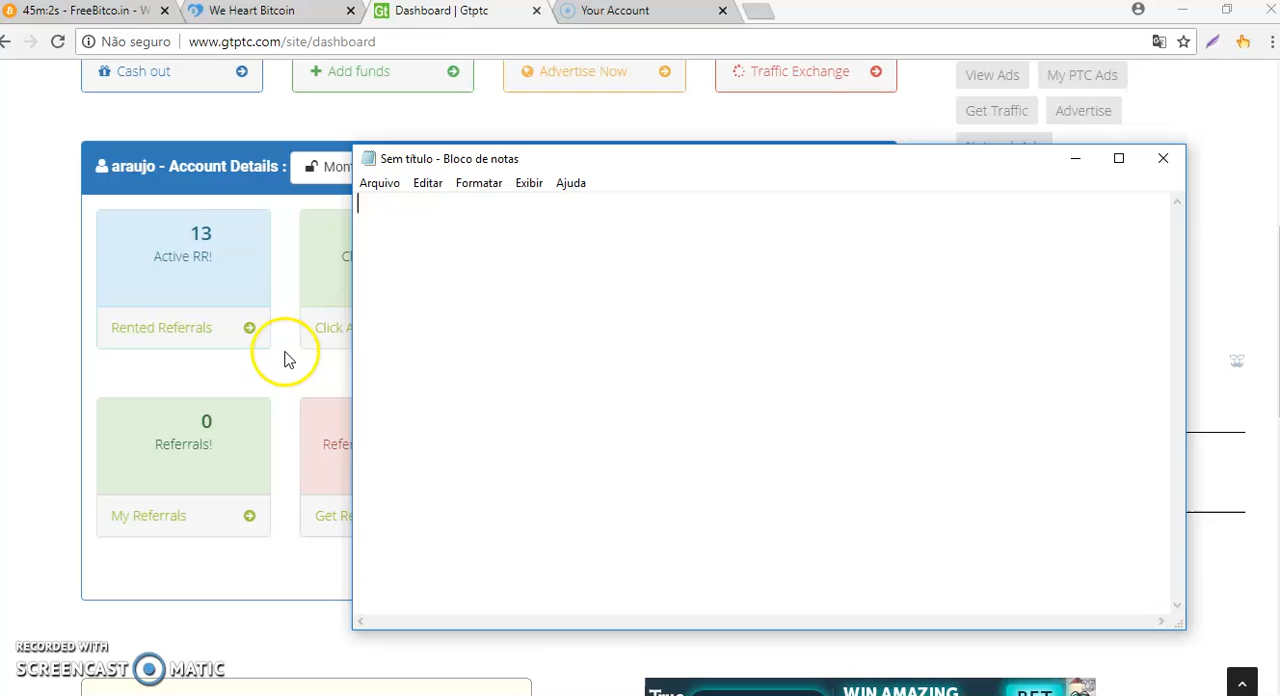 45m:2s - FreeBitco.in - W
We Heart Bitcoin
Gt
Dashboard | Gtptc
Your Account
Não seguro
www.gtptc.com/site/dashboard
Cash out
Add funds
Advertise Now
Traffic Exchange
View Ads
My PTC Ads
Get Traffic
Advertise
araujo - Account Details :
Mon
Sem título - Bloco de notas
Arquivo
Editar
Formatar
Exibir
Ajuda
13
Active RR!
Rented Referrals
Click A
0
Referrals!
Refe
My Referrals
Get Re
RECORDED WITH
SCREENCAST MATIC
True
WIN AMAZING
BET